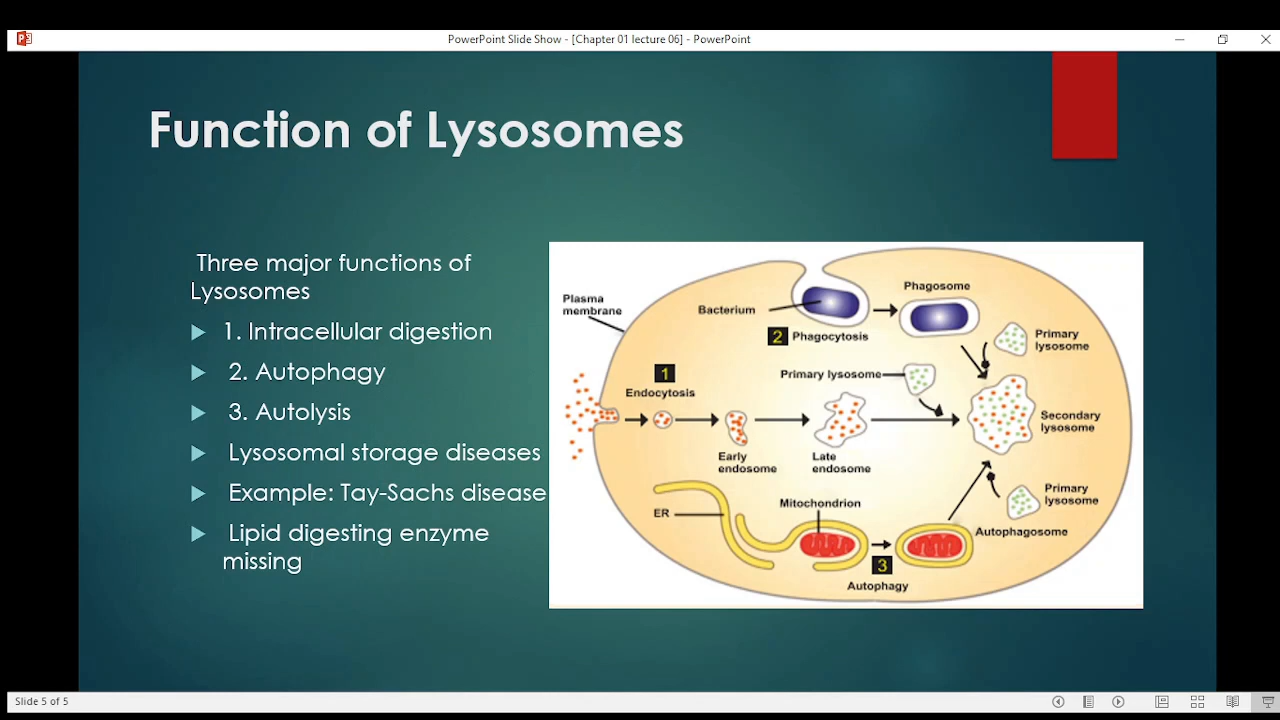 PowerPoint Slide Show - [Chapter 01 lecture 06] - PowerPoint
Function of Lysosomes
Three major functions of
Lysosomes
1. Intracellular digestion
2. Autophagy
3. Autolysis
Lysosomal storage diseases
Example: Tay-Sachs disease
Lipid digesting enzyme
missing
Plasma
membrane
Bacterium
2 Phagocytosis
Phagosome
Primary
lysosome
1
Endocytosis
Primary lysosome
Early
endosome
Late
endosome
Secondary
lysosome
ER
Mitochondrion
Primary
lysosome
Autophagosome
3
Autophagy
Slide 5 of 5